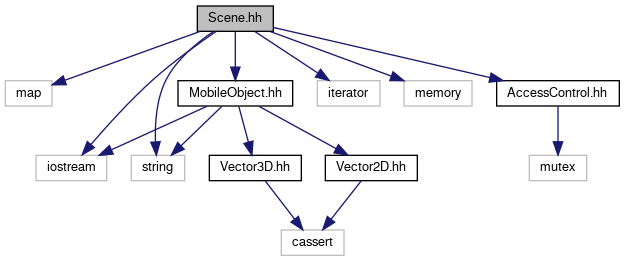 Scene.hh
map
MobileObject.hh
iterator
memory
AccessControl.hh
iostream
string
Vector3D.hh
Vector2D.hh
mutex
cassert